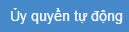 Ủy quyền tự động